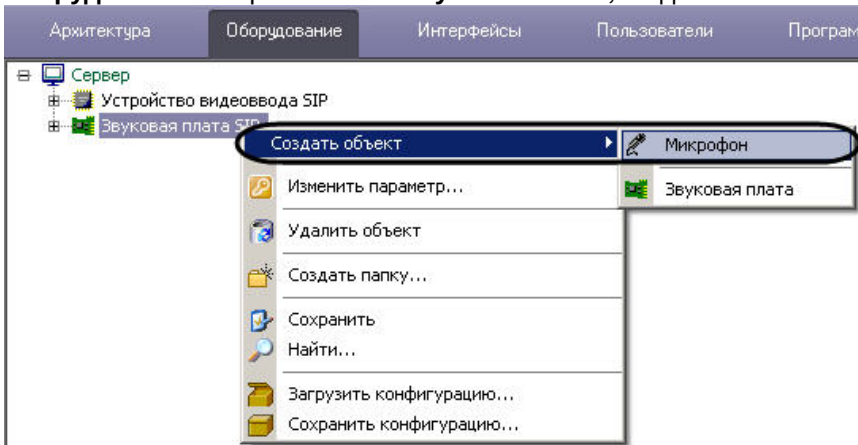 Архитектура Оборудование Интерфейсы Пользователи Програм
Сервер
Устройство видеоввода SIP
Звуковая плата SIP
Создать объект
Микрофон
Изменить параметр...
Звуковая плата
Удалить объект
Создать папку...
Сохранить
Найти...
Загрузить конфигурацию...
Сохранить конфигурацию...